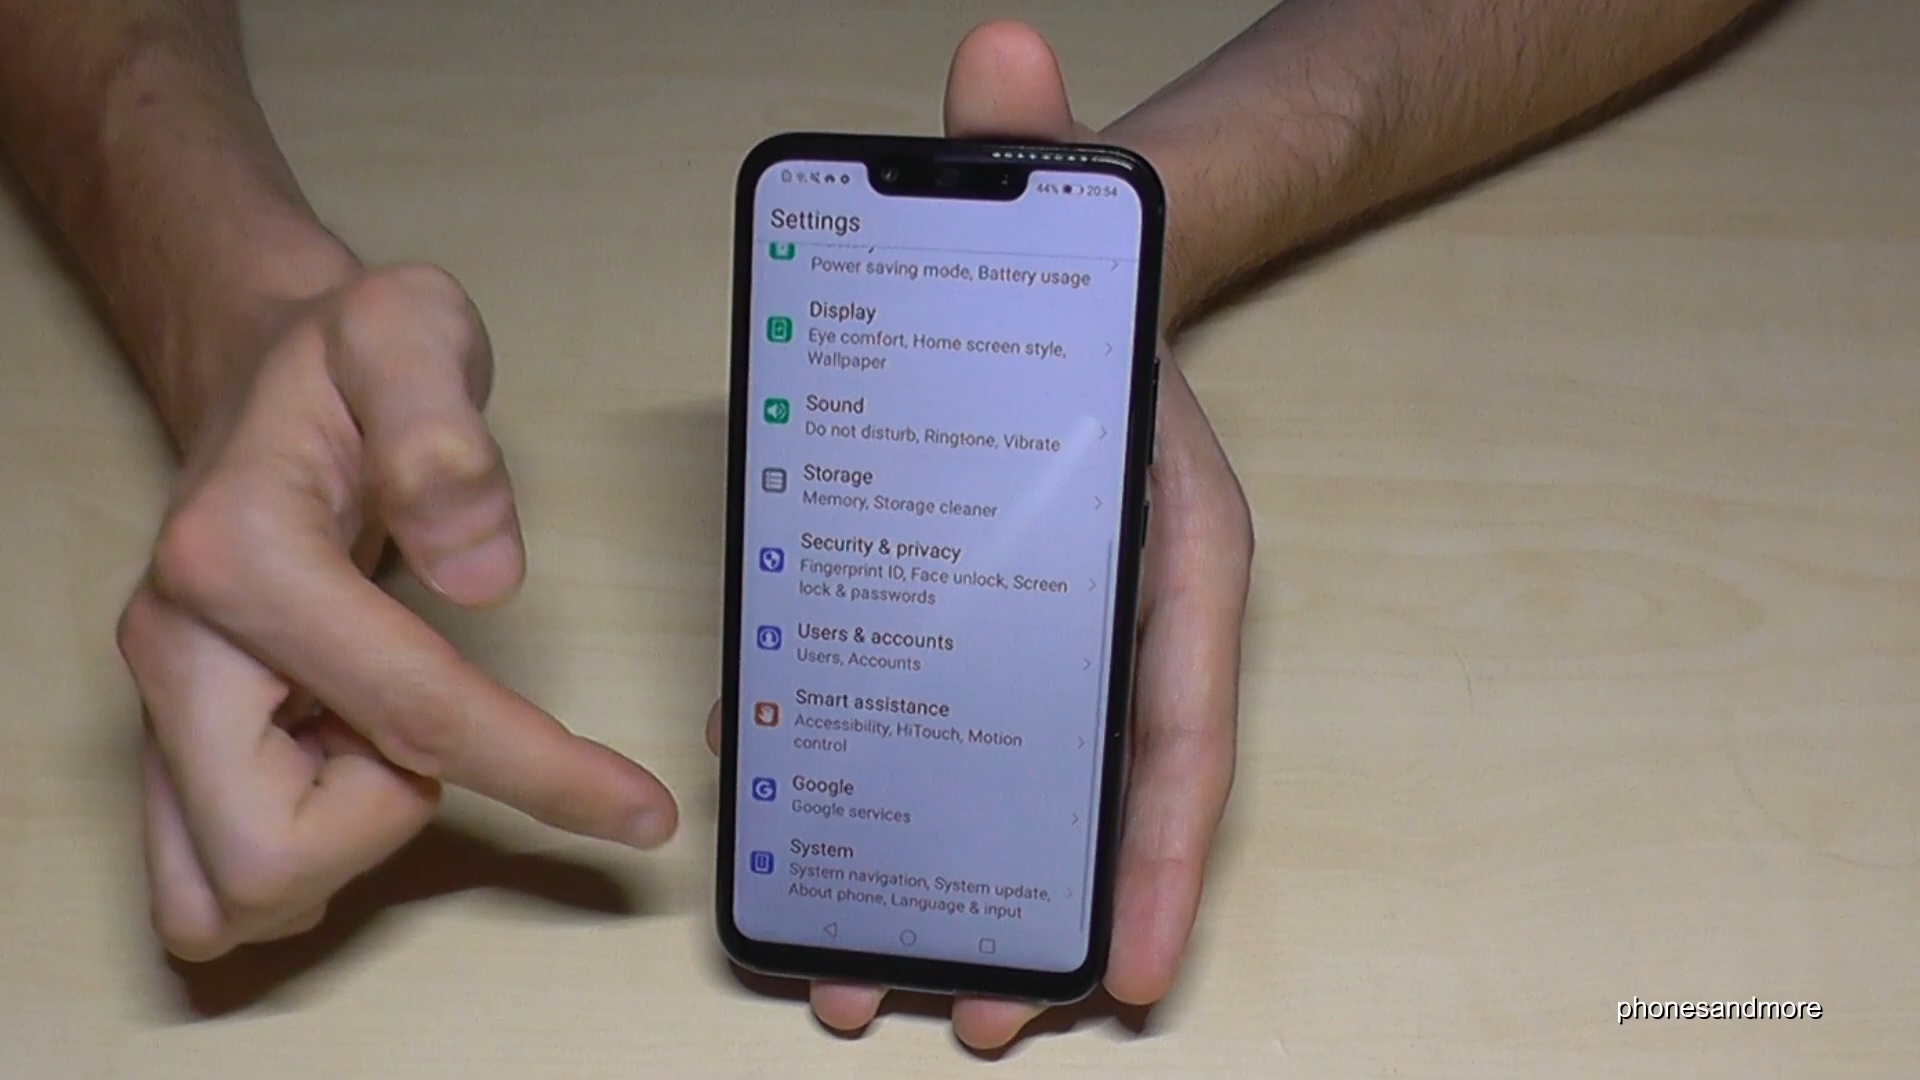 44% 20:54
Settings
Power saving mode, Battery usage
Display
Eye comfort, Home screen style,
Wallpaper
Sound
Do not disturb, Ringtone, Vibrate
Storage
Memory, Storage cleaner
Security & privacy
Fingerprint ID, Face unlock, Screen
lock & passwords
Users & accounts
Users, Accounts
Smart assistance
Accessibility, HiTouch, Motion
control
Google
Google services
System
System navigation, System update,
About phone, Language & input
phonesandmore